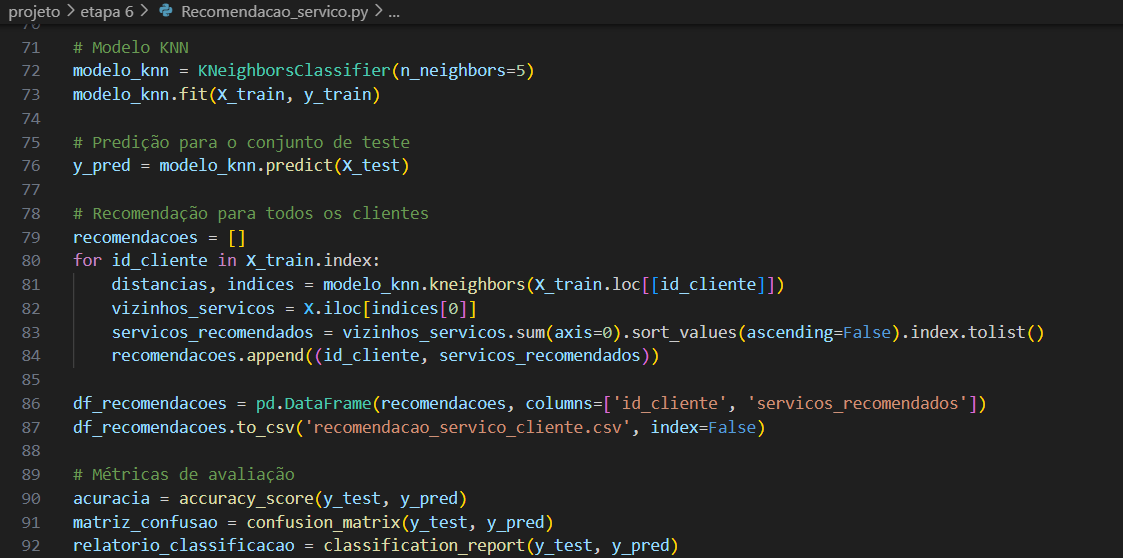 projeto > etapa 6 > Recomendacao_servico.py > ...
70
71 # Modelo KNN
72 modelo_knn = KNeighborsClassifier(n_neighbors=5)
73 modelo_knn.fit(X_train, y_train)
74
75 # Predição para o conjunto de teste
76 y_pred = modelo_knn.predict(X_test)
77
78 # Recomendação para todos os clientes
79 recomendacoes = []
80 for id_cliente in X_train.index:
81     distancias, indices = modelo_knn.kneighbors(X_train.loc[[id_cliente]])
82     vizinhos_servicos = X.iloc[indices[0]]
83     servicos_recomendados = vizinhos_servicos.sum(axis=0).sort_values(ascending=False).index.tolist()
84     recomendacoes.append((id_cliente, servicos_recomendados))
85
86 df_recomendacoes = pd.DataFrame(recomendacoes, columns=['id_cliente', 'servicos_recomendados'])
87 df_recomendacoes.to_csv('recomendacao_servico_cliente.csv', index=False)
88
89 # Métricas de avaliação
90 acuracia = accuracy_score(y_test, y_pred)
91 matriz_confusao = confusion_matrix(y_test, y_pred)
92 relatorio_classificacao = classification_report(y_test, y_pred)